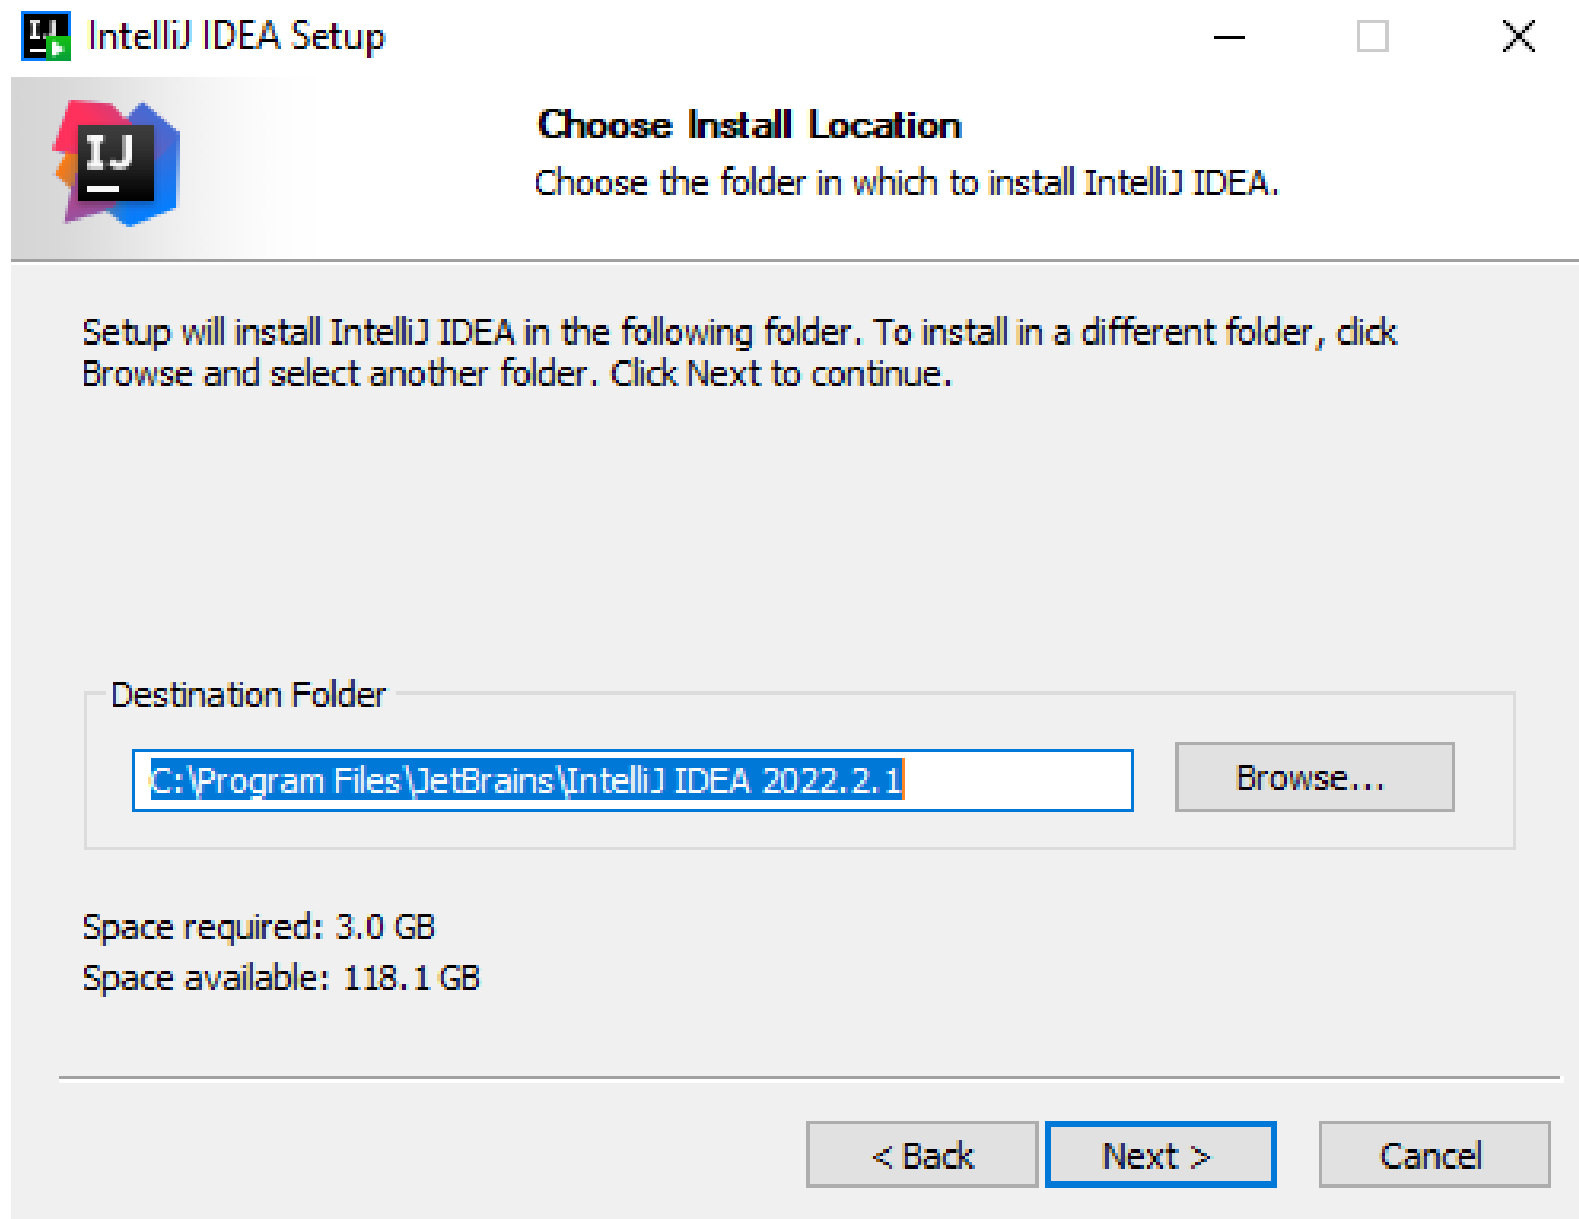 IntelliJ IDEA Setup
IJ
Choose Install Location
Choose the folder in which to install IntelliJ IDEA.
Setup will install IntelliJ IDEA in the following folder. To install in a different folder, click
Browse and select another folder. Click Next to continue.
Destination Folder
C:\Program Files\JetBrains\IntelliJ IDEA 2022.2.1
Browse...
Space required: 3.0 GB
Space available: 118.1 GB
< Back
Next >
Cancel